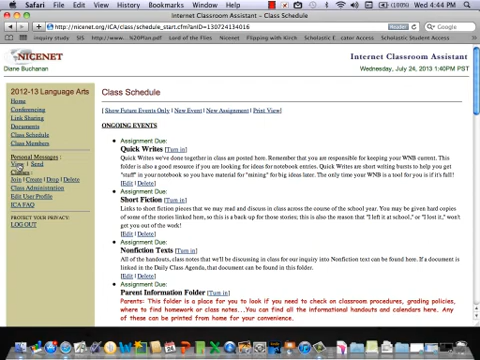 Safari File Edit View History Bookmarks Window Help
(100%) Wed 4:44 PM
Internet Classroom Assistant - Class Schedule
http://nicenet.org/ICA/class/schedule_start.cfm?antID=130724134016
Reader
Google
inquiry study SIL Word of the Day Lord of the Flies Nicenet Flipping with Kirch Scholastic Student Access
NICENET
Internet Classroom Assistant
Diane Buchanan
Wednesday, July 24, 2013 1:40PM PST
2012-13 Language Arts
Home
Conferencing
Link Sharing
Documents
Class Schedule
Class Members
Personal Messages:
View | Send
Classes:
Join | Create | Drop | Delete
Class Administration
Edit User Profile
ICA FAQ
PROTECT YOUR PRIVACY:
LOG OUT
Class Schedule
[ Show Future Events Only | New Event | New Assignment | Print View]
ONGOING EVENTS
Assignment Due:
Quick Writes [Turn in]
Quick Writes we've done together in class are posted here. Remember that you are responsible for keeping your WNB current. This
folder is also a good resource if you are looking for ideas for notebook entries. Quick Writes are short writing bursts to help you get
"stuff" in your notebook so you have material for "mining" for big ideas later. The only time your WNB is a tool for you is if it's full!
[Edit | Delete]
Assignment Due:
Short Fiction [Turn in]
Links to short fiction pieces that we may read and discuss in class across the course of the school year. You may be given hard copies
of some of the stories linked here, so this is a back up for those stories; this is also the reason that "I left it at school", or "I lost it", won't
get you out of the work!
[Edit | Delete]
Assignment Due:
Nonfiction Texts [Turn in]
All of the handouts, class notes, etc that we'll be discussing in class for our inquiry into Nonfiction text can be found here. If a document is
linked in the Daily Class Agenda, that document can be found in this folder.
[Edit | Delete]
Assignment Due:
Parent Information Folder [Turn in]
Parents: This folder is a place for you to look if you need to check on classroom procedures, grading policies,
where to find homework or class notes...You can find all the informational handouts and calendars here. Any
of these can be printed from home for your convenience.